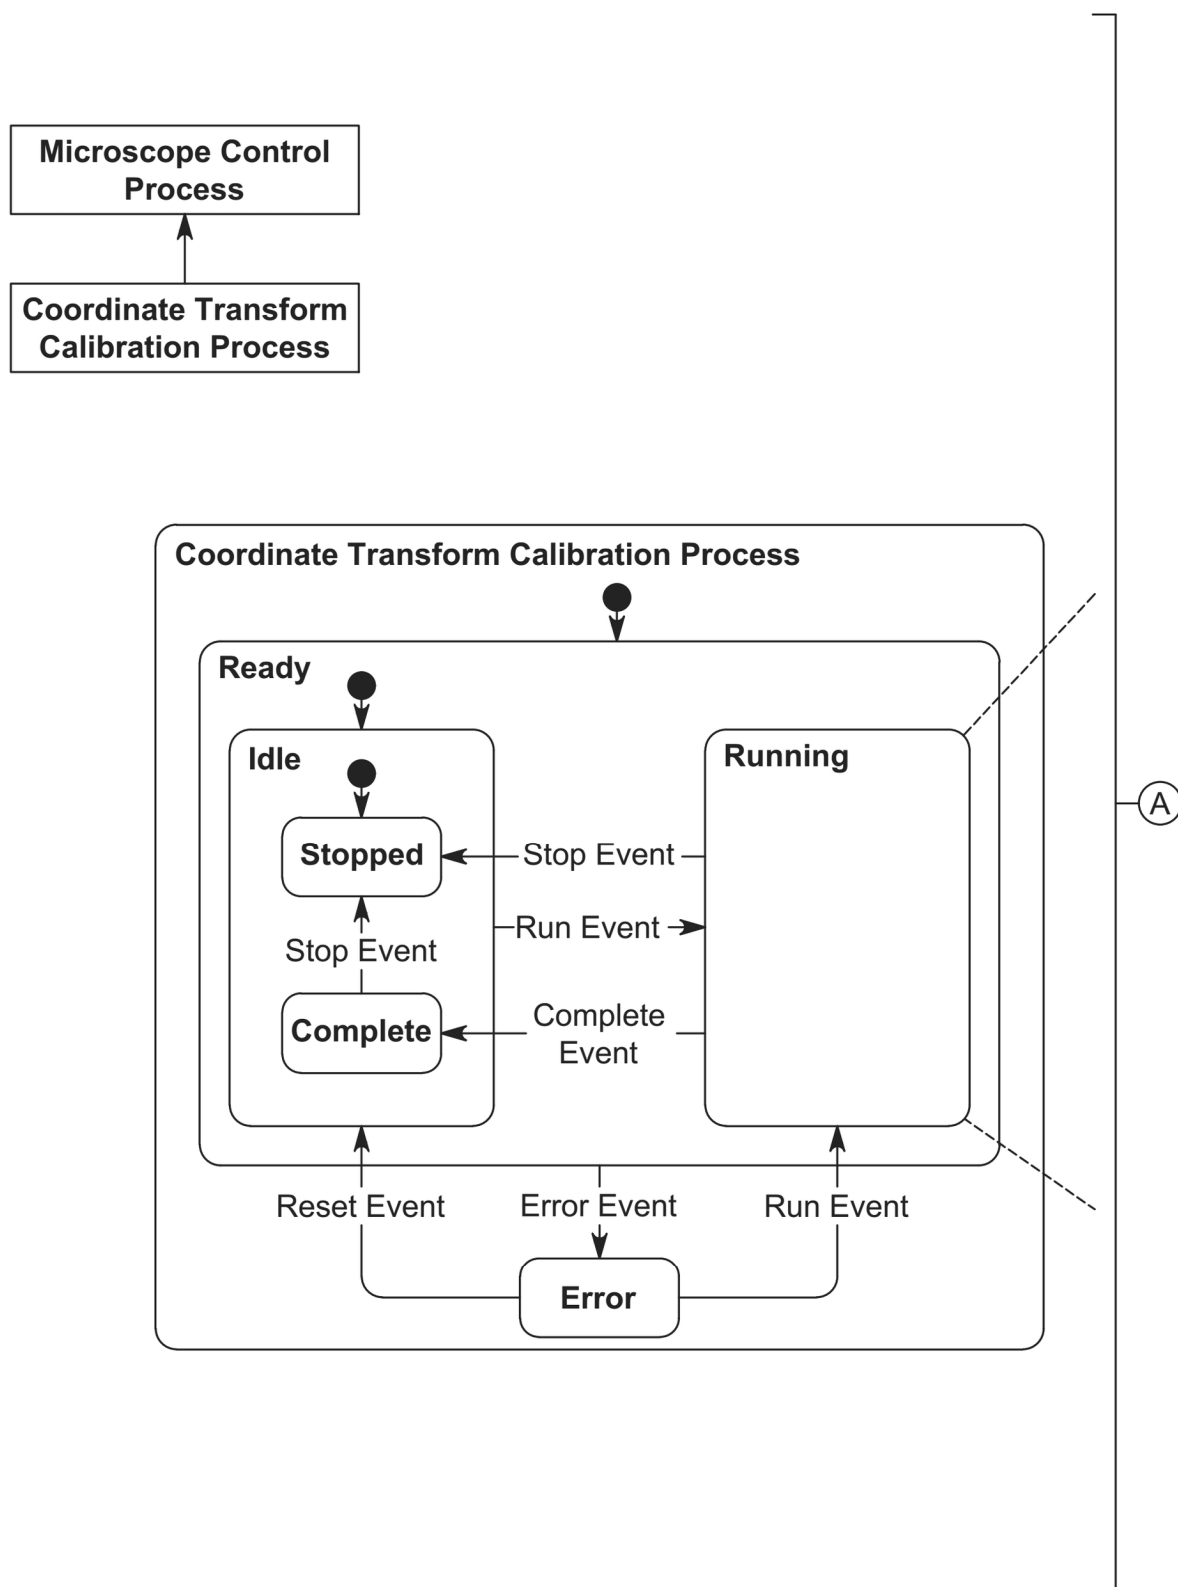 Microscope Control
Process
Coordinate Transform
Calibration Process
Coordinate Transform Calibration Process
Ready
Idle
Running
A
Stopped
Stop Event
Run Event
Stop Event
Complete
Complete
Event
Reset Event
Error Event
Run Event
Error